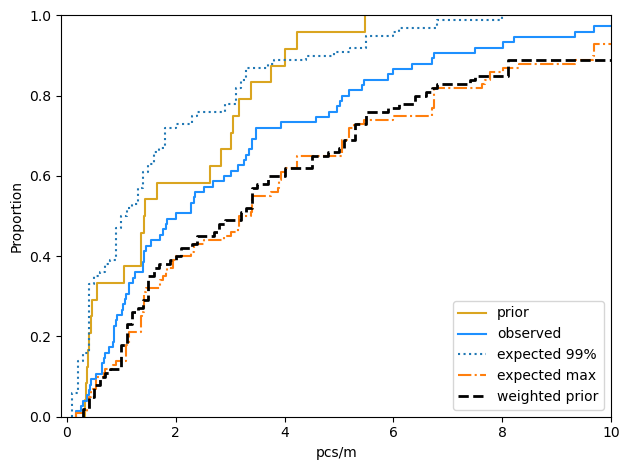 1.0
0.8
0.6
0.4
0.2
0.0
Proportion
0
2
4
6
8
10
pcs/m
prior
observed
expected 99%
expected max
weighted prior